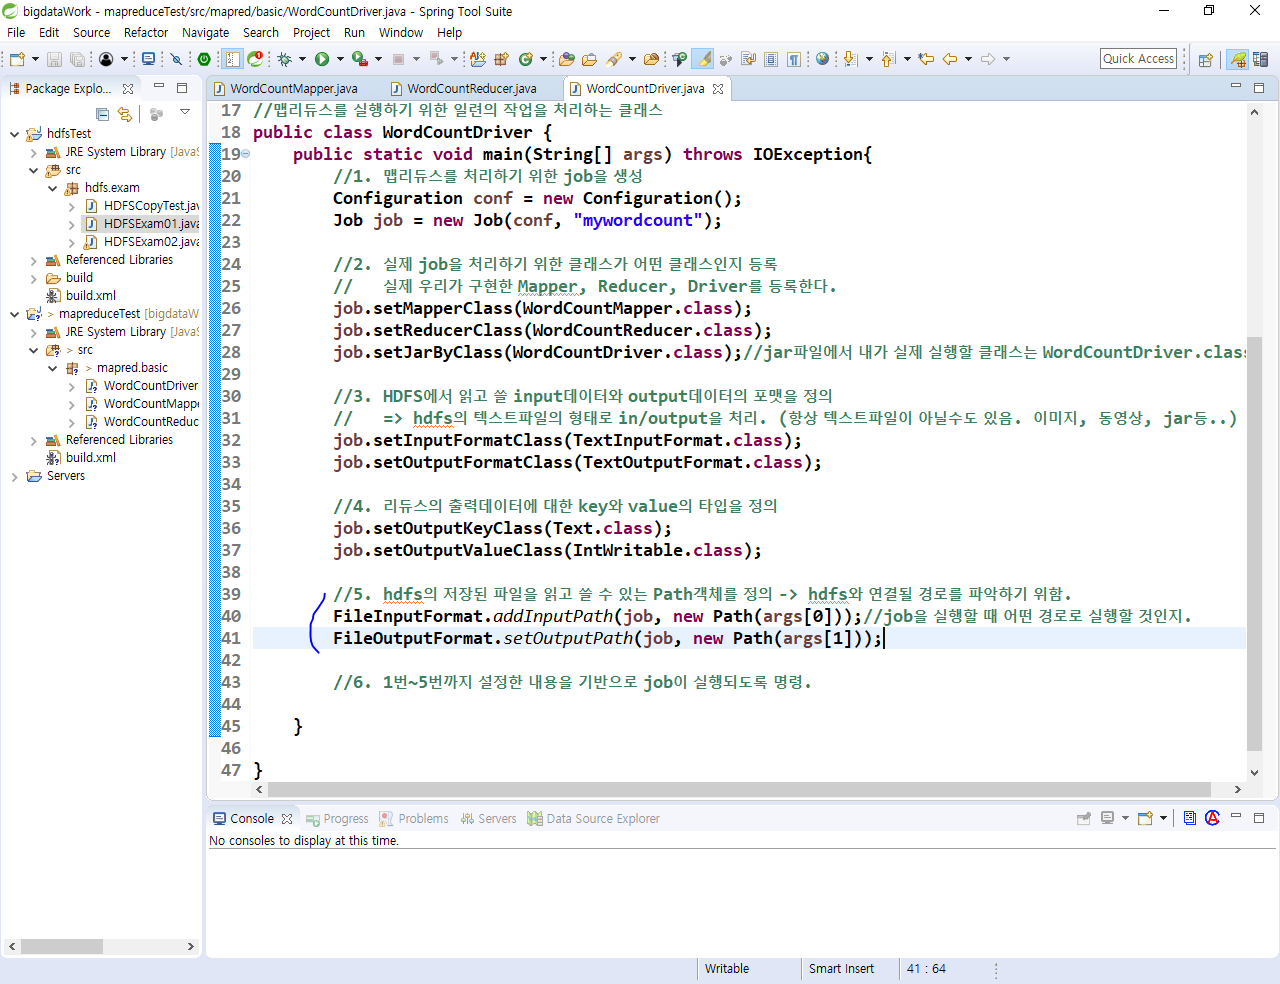 bigdataWork - mapreduceTest/src/mapred/basic/WordCountDriver.java - Spring Tool Suite
File Edit Source Refactor Navigate Search Project Run Window Help
Quick Access
Package Explo...
hdfsTest
JRE System Library [JavaS
src
hdfs.exam
HDFSCopyTest.jav
HDFSExam01.java
HDFSExam02.java
Referenced Libraries
build
build.xml
> mapreduceTest [bigdataW
JRE System Library [JavaS
> src
> mapred.basic
WordCountDriver
WordCountMappe
WordCountReduc
Referenced Libraries
build.xml
Servers
WordCountMapper.java WordCountReducer.java WordCountDriver.java
17 //맵리듀스를 실행하기 위한 일련의 작업을 처리하는 클래스
18 public class WordCountDriver {
19 public static void main(String[] args) throws IOException{
20 //1. 맵리듀스를 처리하기 위한 job을 생성
21 Configuration conf = new Configuration();
22 Job job = new Job(conf, "mywordcount");
23
24 //2. 실제 job을 처리하기 위한 클래스가 어떤 클래스인지 등록
25 // 실제 우리가 구현한 Mapper, Reducer, Driver를 등록한다.
26 job.setMapperClass(WordCountMapper.class);
27 job.setReducerClass(WordCountReducer.class);
28 job.setJarByClass(WordCountDriver.class);//jar파일에서 내가 실제 실행할 클래스는 WordCountDriver.class
29
30 //3. HDFS에서 읽고 쓸 input데이터와 output데이터의 포맷을 정의
31 // => hdfs의 텍스트파일의 형태로 in/output을 처리. (항상 텍스트파일이 아닐수도 있음. 이미지, 동영상, jar등..)
32 job.setInputFormatClass(TextInputFormat.class);
33 job.setOutputFormatClass(TextOutputFormat.class);
34
35 //4. 리듀스의 출력데이터에 대한 key와 value의 타입을 정의
36 job.setOutputKeyClass(Text.class);
37 job.setOutputValueClass(IntWritable.class);
38
39 //5. hdfs의 저장된 파일을 읽고 쓸 수 있는 Path객체를 정의 -> hdfs와 연결될 경로를 파악하기 위함.
40 FileInputFormat.addInputPath(job, new Path(args[0]));//job을 실행할 때 어떤 경로로 실행할 것인지.
41 FileOutputFormat.setOutputPath(job, new Path(args[1]));
42
43 //6. 1번~5번까지 설정한 내용을 기반으로 job이 실행되도록 명령.
44
45 }
46
47 }
Console Progress Problems Servers Data Source Explorer
No consoles to display at this time.
Writable Smart Insert 41 : 64